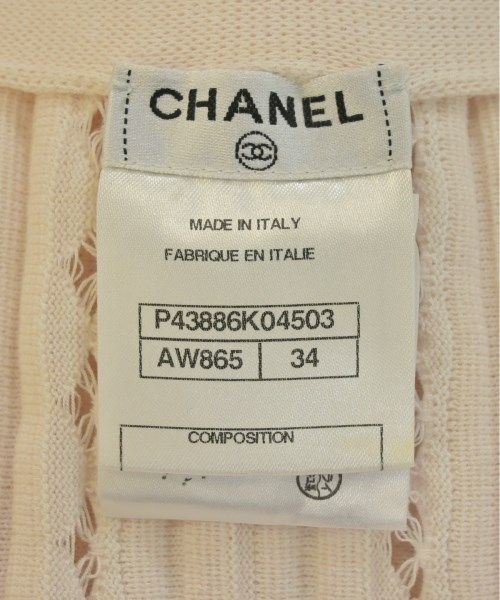 CHANEL
MADE IN ITALY
FABRIQUE EN ITALIE
P43886K04503
AW865 34
COMPOSITION